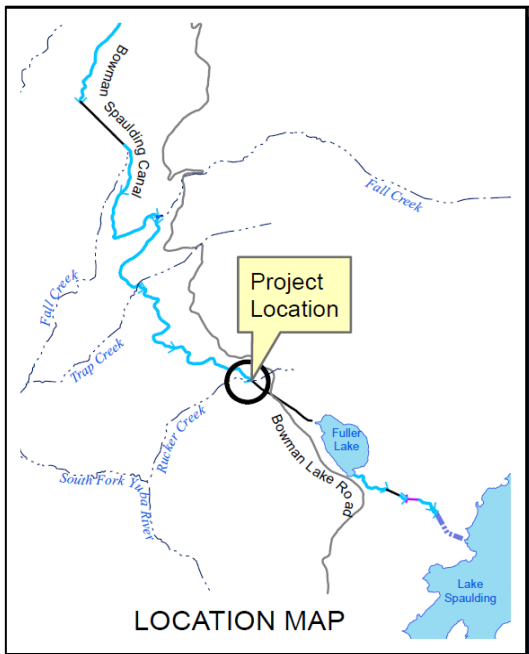 Bowman Spaulding Canal
Fall Creek
Project
Location
Fall Creek
Trap Creek
Rucker Creek
Fuller
Lake
Bowman Lake Road
South Fork Yuba River
Lake
Spaulding
LOCATION MAP